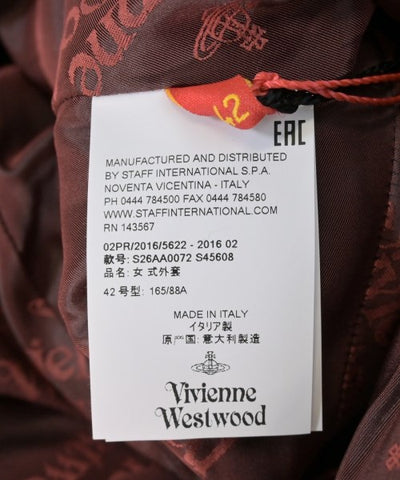 42
EAC
MANUFACTURED AND DISTRIBUTED
BY STAFF INTERNATIONAL S.P.A.
NOVENTA VICENTINA - ITALY
PH 0444 784500 FAX 0444 784580
WWW.STAFFINTERNATIONAL.COM
RN 143567
02PR/2016/5622 - 2016 02
款号: S26AA0072 S45608
品名: 女 式外套
42 号型: 165/88A
MADE IN ITALY
イタリア製
原产国: 意大利製造
Vivienne
Westwood